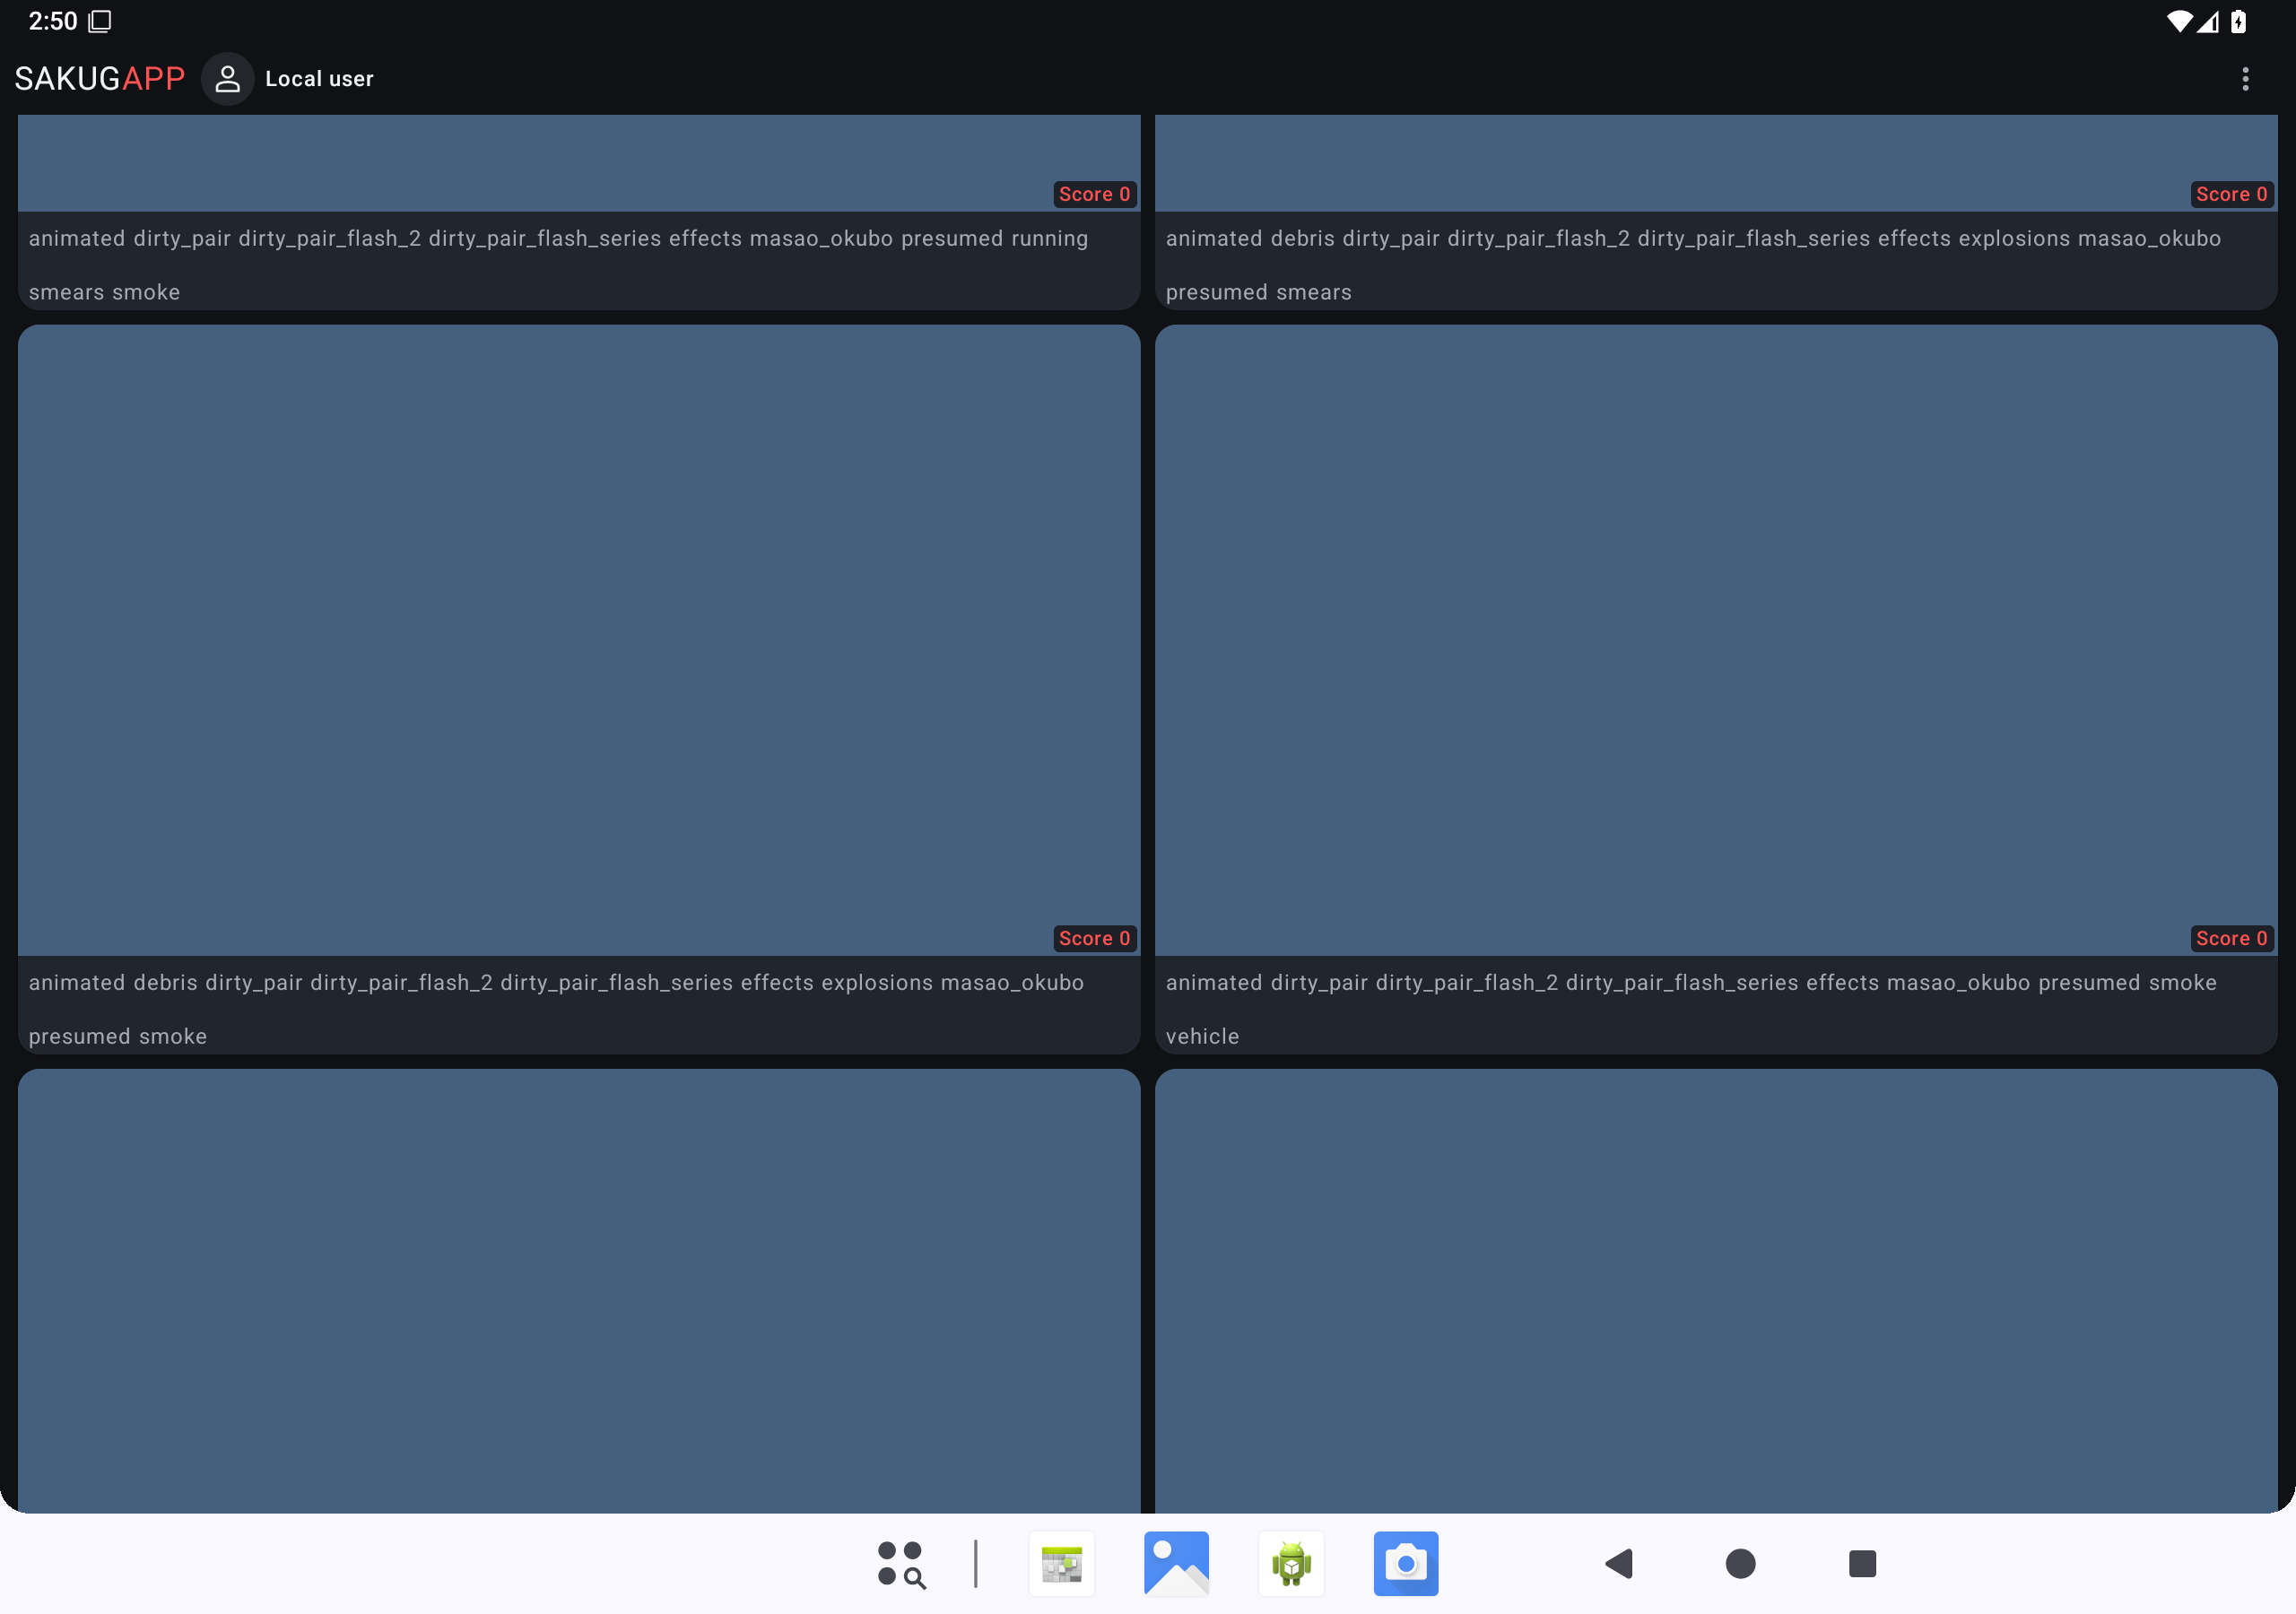 2:50
SAKUGAPP Local user
Score 0
Score 0
animated dirty_pair dirty_pair_flash_2 dirty_pair_flash_series effects masao_okubo presumed running
smears smoke
animated debris dirty_pair dirty_pair_flash_2 dirty_pair_flash_series effects explosions masao_okubo
presumed smears
Score 0
Score 0
animated debris dirty_pair dirty_pair_flash_2 dirty_pair_flash_series effects explosions masao_okubo
presumed smoke
animated dirty_pair dirty_pair_flash_2 dirty_pair_flash_series effects masao_okubo presumed smoke
vehicle